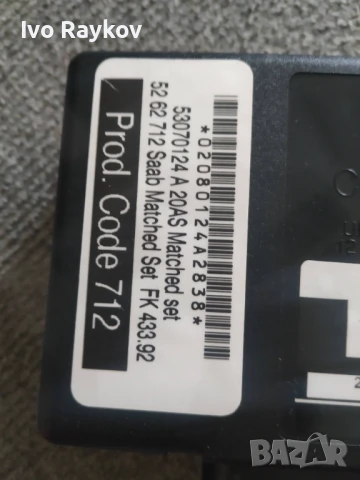 Ivo Raykov
*02080124A2838*
53070124 A 20AS Matched set
52 62 712 Saab Matched Set FK 433.92
Prod. Code 712
BAZAR
bg